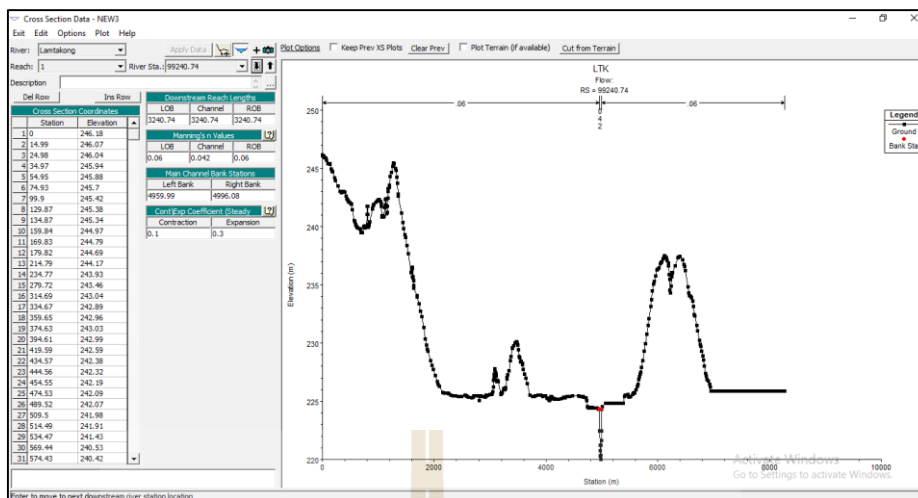 Cross Section Data - NEW3
Exit Edit Options Plot Help
River: Lamtakong Apply Data Plot Options Keep Prev XS Plots Clear Prev Plot Terrain (if available) Cut from Terrain
Reach: 1 River Sta.: 99240.74
Description ...
Del Row Ins Row
Cross Section Coordinates
Station Elevation
1 0 246.18
2 14.99 246.07
3 24.98 246.04
4 34.97 245.94
5 54.95 245.88
6 74.93 245.7
7 99.9 245.42
8 129.87 245.38
9 134.87 245.34
10 159.84 244.97
11 169.83 244.79
12 179.82 244.69
13 214.79 244.17
14 234.77 243.93
15 279.72 243.46
16 314.69 243.04
17 334.67 242.89
18 359.65 242.96
19 374.63 243.03
20 394.61 242.99
21 419.59 242.59
22 434.57 242.38
23 444.56 242.32
24 454.55 242.19
25 474.53 242.09
26 489.52 242.07
27 509.5 241.98
28 514.49 241.91
29 534.47 241.43
30 569.44 240.53
31 574.43 240.42
Downstream Reach Lengths
LOB Channel ROB
3240.74 3240.74 3240.74
Manning's n Values ?
LOB Channel ROB
0.06 0.042 0.06
Main Channel Bank Stations
Left Bank Right Bank
4959.99 4996.08
Cont\Exp Coefficient (Steady ?
Contraction Expansion
0.1 0.3
LTK
Flow:
RS = 99240.74
.06
0
4
2
.06
Legend
Ground
Bank Sta
Elevation (m)
250
245
240
235
230
225
220
0 2000 4000 6000 8000 10000
Station (m)
Activate Windows
Go to Settings to activate Windows.
Enter to move to next downstream river station location